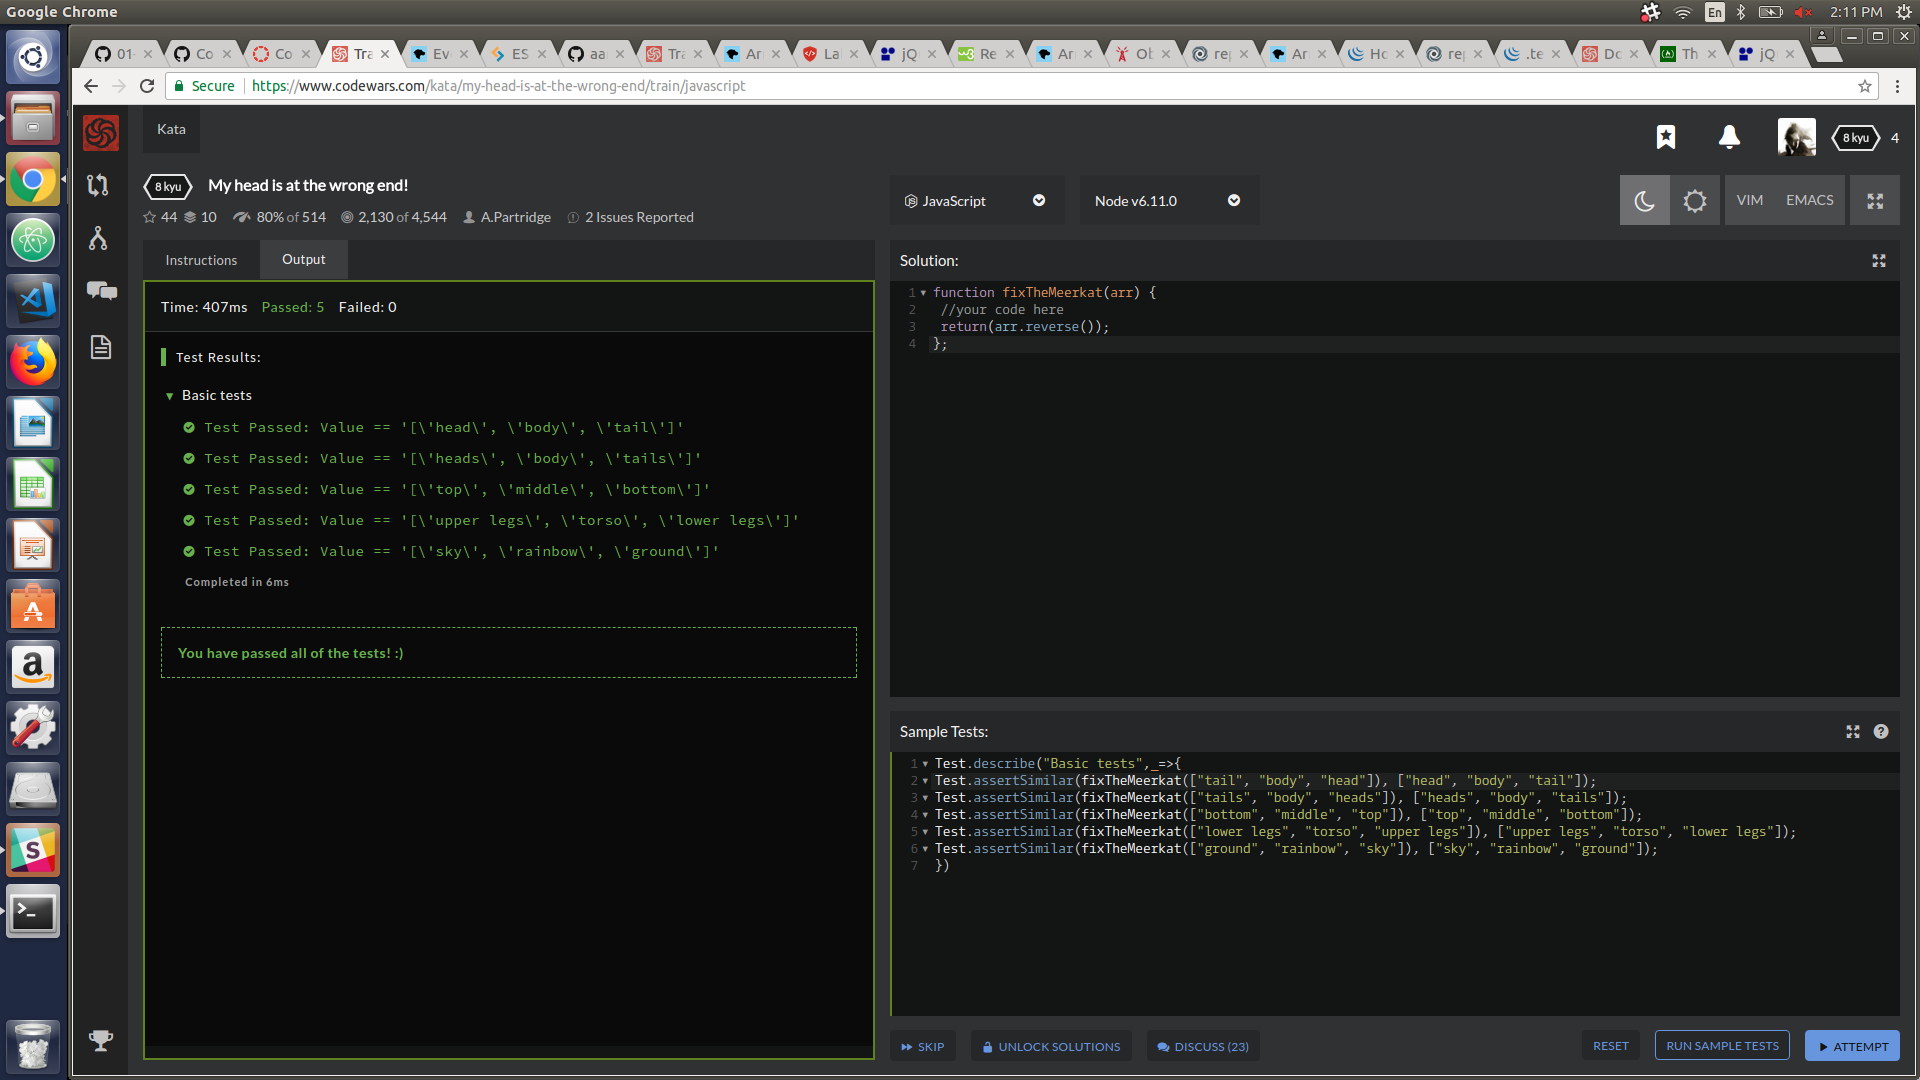 Google Chrome
En
2:11 PM
01-
Co
Co
Tra
Ev
ES
aa
Tra
Ar
La
jQ
Re
Ar
Ob
rep
Ar
Ho
rep
.te
Do
Th
jQ
Secure
https://www.codewars.com/kata/my-head-is-at-the-wrong-end/train/javascript
Kata
8 kyu
4
8 kyu
My head is at the wrong end!
44
10
80% of 514
2,130 of 4,544
A.Partridge
2 Issues Reported
JavaScript
Node v6.11.0
VIM
EMACS
Instructions
Output
Time: 407ms Passed: 5 Failed: 0
Test Results:
Basic tests
Test Passed: Value == '[\'head\', \'body\', \'tail\']'
Test Passed: Value == '[\'heads\', \'body\', \'tails\']'
Test Passed: Value == '[\'top\', \'middle\', \'bottom\']'
Test Passed: Value == '[\'upper legs\', \'torso\', \'lower legs\']'
Test Passed: Value == '[\'sky\', \'rainbow\', \'ground\']'
Completed in 6ms
You have passed all of the tests! :)
Solution:
1 function fixTheMeerkat(arr) {
2 //your code here
3 return(arr.reverse());
4 };
Sample Tests:
1 Test.describe("Basic tests",_=>{
2 Test.assertSimilar(fixTheMeerkat(["tail", "body", "head"]), ["head", "body", "tail"]);
3 Test.assertSimilar(fixTheMeerkat(["tails", "body", "heads"]), ["heads", "body", "tails"]);
4 Test.assertSimilar(fixTheMeerkat(["bottom", "middle", "top"]), ["top", "middle", "bottom"]);
5 Test.assertSimilar(fixTheMeerkat(["lower legs", "torso", "upper legs"]), ["upper legs", "torso", "lower legs"]);
6 Test.assertSimilar(fixTheMeerkat(["ground", "rainbow", "sky"]), ["sky", "rainbow", "ground"]);
7 })
SKIP
UNLOCK SOLUTIONS
DISCUSS (23)
RESET
RUN SAMPLE TESTS
ATTEMPT